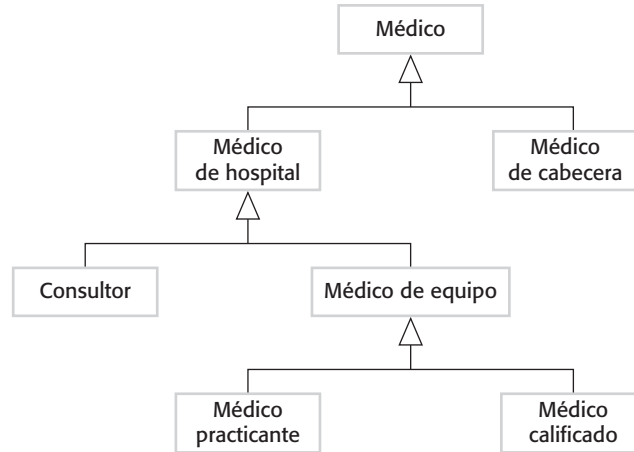 Médico
Médico
de hospital
Médico
de cabecera
Consultor
Médico de equipo
Médico
practicante
Médico
calificado